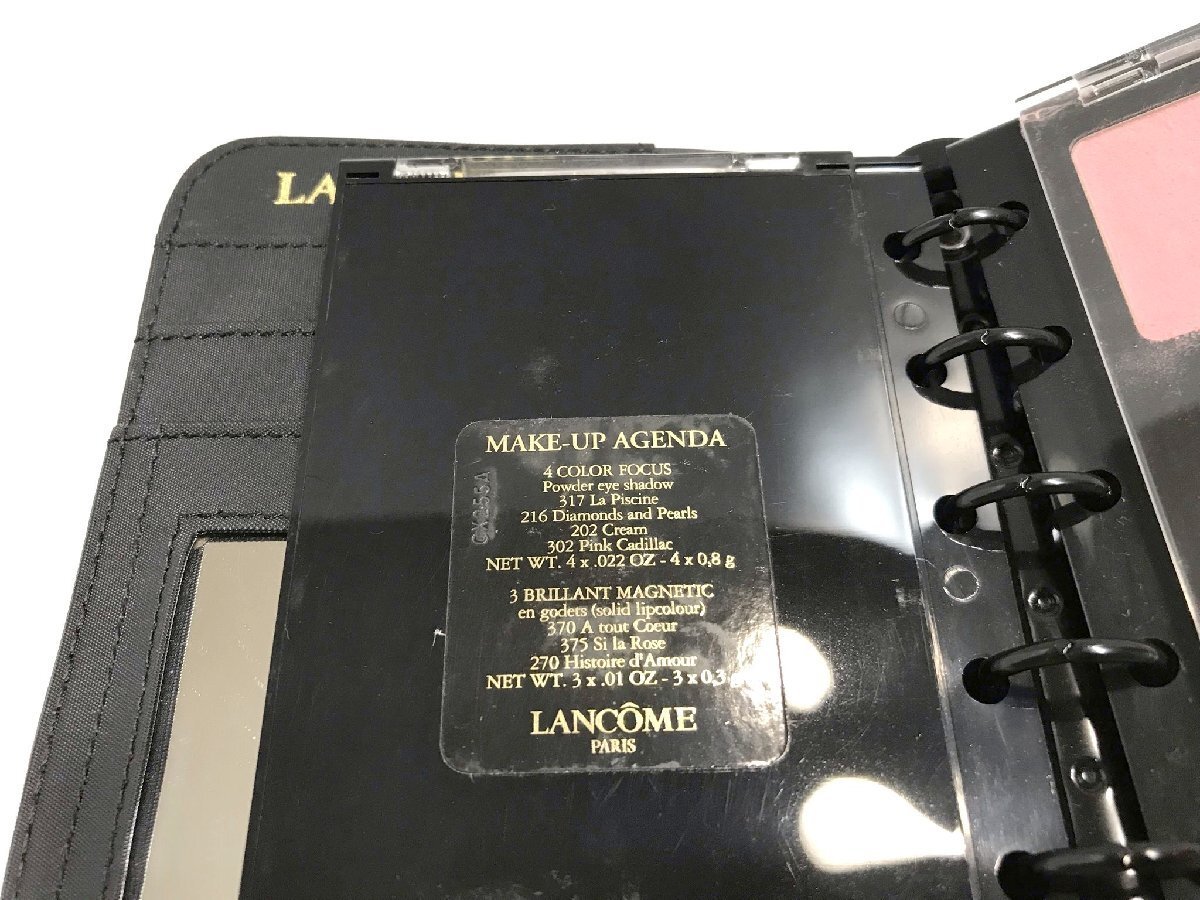 LA
MAKE-UP AGENDA
4 COLOR FOCUS
Powder eye shadow
317 La Piscine
216 Diamonds and Pearls
202 Cream
302 Pink Cadillac
NET WT. 4 x .022 OZ - 4 x 0,8 g
3 BRILLANT MAGNETIC
en godets (solid lipcolour)
370 A tout Coeur
375 Si la Rose
270 Histoire d'Amour
NET WT. 3 x .01 OZ - 3 x 0,3 g
LANCÔME
PARIS